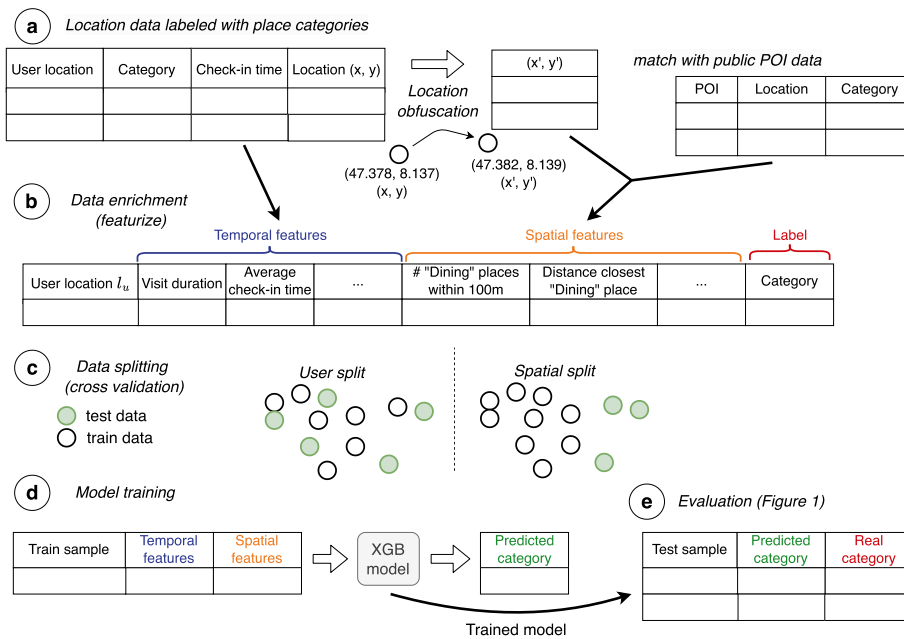 a
Location data labeled with place categories
User location
Category
Check-in time
Location (x, y)
Location
obfuscation
(x', y')
match with public POI data
POI
Location
Category
(47.378, 8.137)
(x, y)
(47.382, 8.139)
(x', y')
b
Data enrichment
(featurize)
Temporal features
Spatial features
Label
User location l_u
Visit duration
Average
check-in time
...
# "Dining" places
within 100m
Distance closest
"Dining" place
...
Category
c
Data splitting
(cross validation)
test data
train data
User split
Spatial split
d
Model training
Train sample
Temporal
features
Spatial
features
XGB
model
Predicted
category
Trained model
e
Evaluation (Figure 1)
Test sample
Predicted
category
Real
category